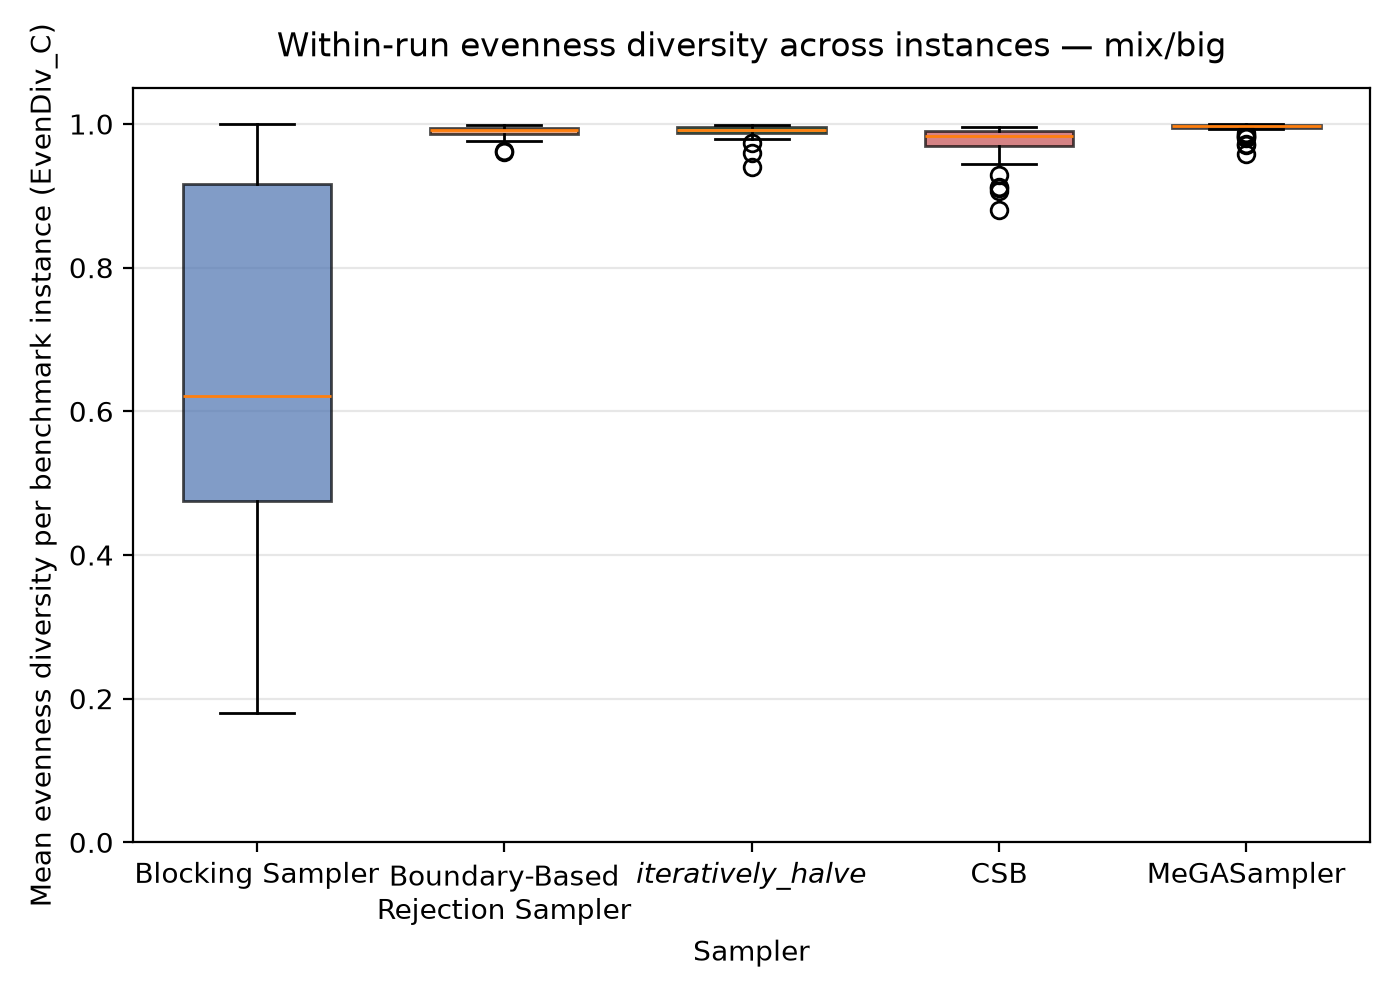 Within-run evenness diversity across instances — mix/big
Mean evenness diversity per benchmark instance (EvenDiv_C)
1.0
0.8
0.6
0.4
0.2
0.0
Blocking Sampler
Boundary-Based
Rejection Sampler
iteratively_halve
CSB
MeGASampler
Sampler